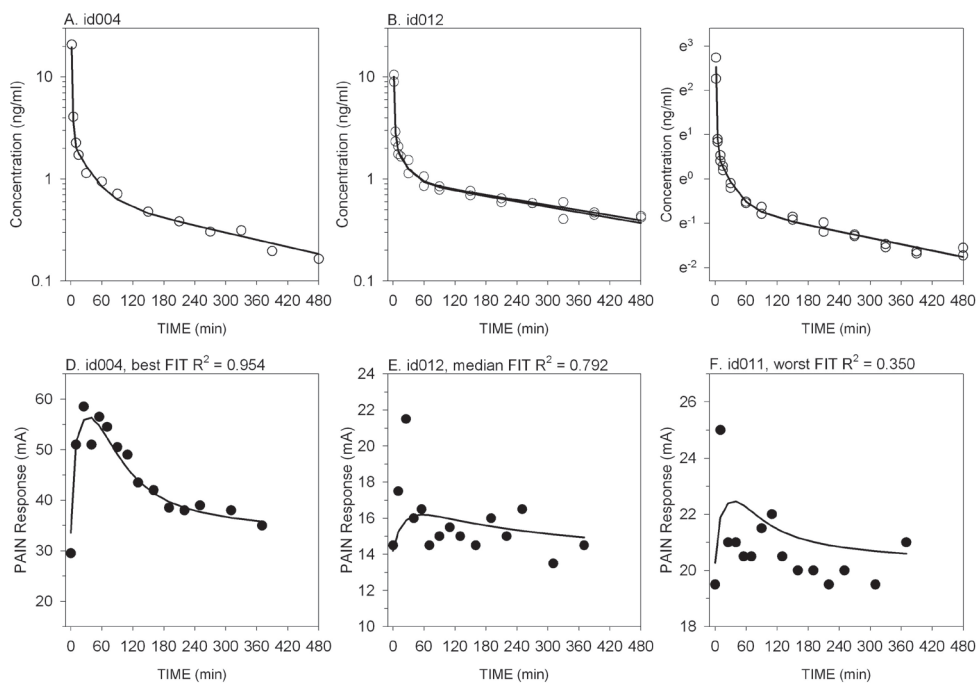 A. id004
B. id012
Concentration (ng/ml)
10
1
0.1
0 60 120 180 240 300 360 420 480
TIME (min)
Concentration (ng/ml)
10
1
0.1
0 60 120 180 240 300 360 420 480
TIME (min)
Concentration (ng/ml)
e³
e¹
e⁰
e⁻¹
e⁻²
0 60 120 180 240 300 360 420 480
TIME (min)
D. id004, best FIT R² = 0.954
PAIN Response (mA)
60
50
40
30
20
0 60 120 180 240 300 360 420 480
TIME (min)
E. id012, median FIT R² = 0.792
PAIN Response (mA)
24
22
20
18
16
14
12
10
0 60 120 180 240 300 360 420 480
TIME (min)
F. id011, worst FIT R² = 0.350
PAIN Response (mA)
26
24
22
20
18
0 60 120 180 240 300 360 420 480
TIME (min)